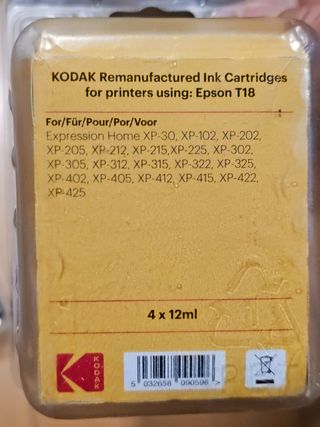 KODAK Remanufactured Ink Cartridges
for printers using: Epson T18
For/Für/Pour/Por/Voor
Expression Home XP-30, XP-102, XP-202,
XP-205, XP-212, XP-215,XP-225, XP-302,
XP-305, XP-312, XP-315, XP-322, XP-325,
XP-402, XP-405, XP-412, XP-415, XP-422,
XP-425
4 x 12ml
KODAK
5 032658 090596 >